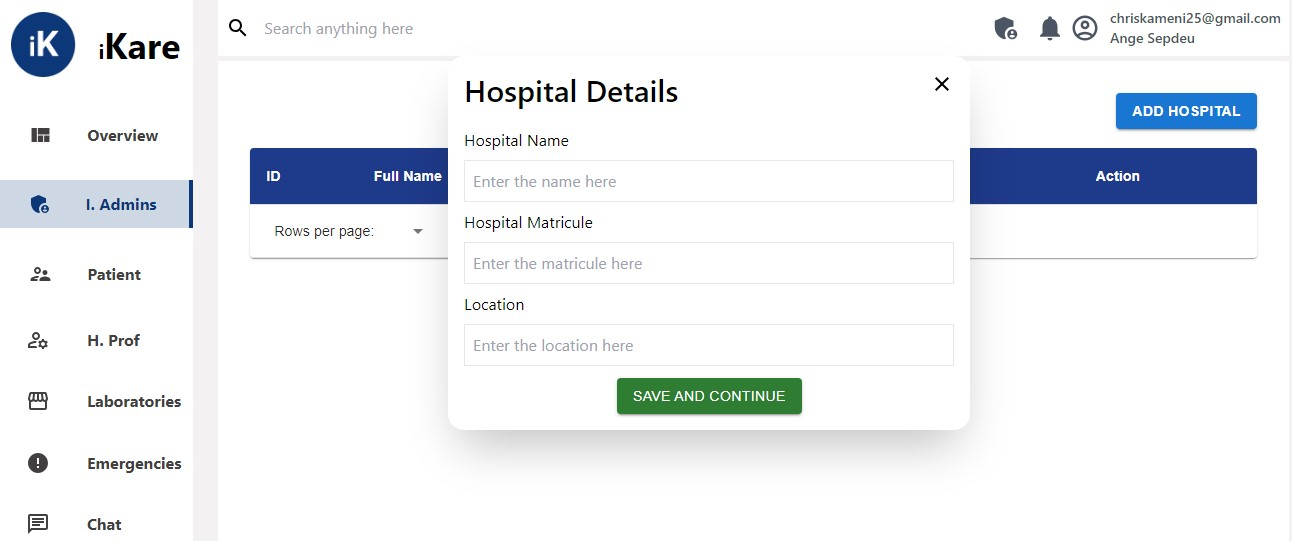 iK
iKare
Search anything here
chriskameni25@gmail.com
Ange Sepdeu
Overview
I. Admins
Patient
H. Prof
Laboratories
Emergencies
Chat
ADD HOSPITAL
ID Full Name Action
Rows per page:
Hospital Details
Hospital Name
Enter the name here
Hospital Matricule
Enter the matricule here
Location
Enter the location here
SAVE AND CONTINUE